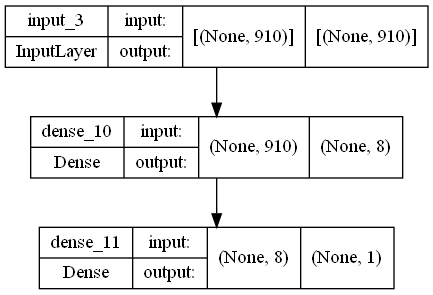 input_3 input: [(None, 910)] [(None, 910)]
InputLayer output:
dense_10 input: (None, 910) (None, 8)
Dense output:
dense_11 input: (None, 8) (None, 1)
Dense output: